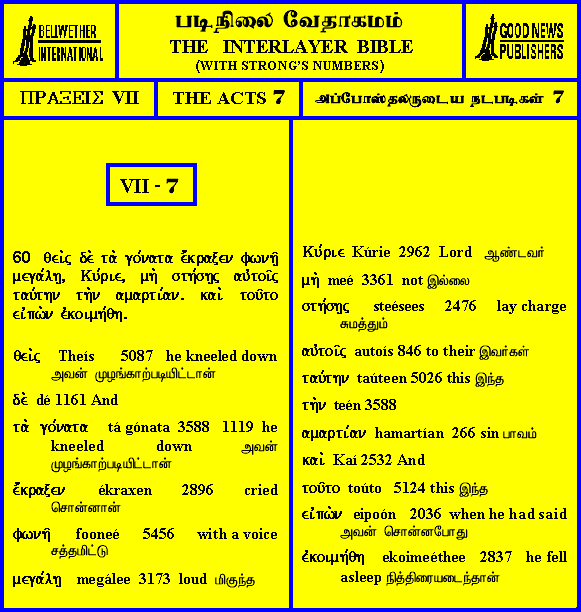 BELLWETHER
INTERNATIONAL
படிநிலை வேதாகமம்
THE INTERLAYER BIBLE
(WITH STRONG'S NUMBERS)
GOOD NEWS
PUBLISHERS
ΠΡΑΞΕΙΣ VII
THE ACTS 7
அப்போஸ்தலருடைய நடபடிகள் 7
VII - 7
60 θεὶς δὲ τὰ γόνατα ἔκραξεν φωνῇ
μεγάλῃ, Κύριε, μὴ στήσῃς αὐτοῖς
ταύτην τὴν αμαρτίαν. καὶ τοῦτο
εἰπὼν ἐκοιμήθη.
θεὶς Theís 5087 he kneeled down
அவன் முழங்காற்படியிட்டான்
δὲ dé 1161 And
τὰ γόνατα tá gónata 3588 1119 he
kneeled down அவன்
முழங்காற்படியிட்டான்
ἔκραξεν ékraxen 2896 cried
சொன்னான்
φωνῇ fooneé 5456 with a voice
சத்தமிட்டு
μεγάλῃ megálee 3173 loud மிகுந்த
Κύριε Kúrie 2962 Lord ஆண்டவர்
μὴ meé 3361 not இல்லை
στήσῃς steésees 2476 lay charge
சுமத்தும்
αὐτοῖς autoís 846 to their இவர்கள்
ταύτην taúteen 5026 this இந்த
τὴν teén 3588
αμαρτίαν hamartían 266 sin பாவம்
καὶ Kaí 2532 And
τοῦτο toúto 5124 this இந்த
εἰπὼν eipoón 2036 when he had said
அவன் சொன்னபோது
ἐκοιμήθη ekoimeéthee 2837 he fell
asleep நித்திரையடைந்தான்